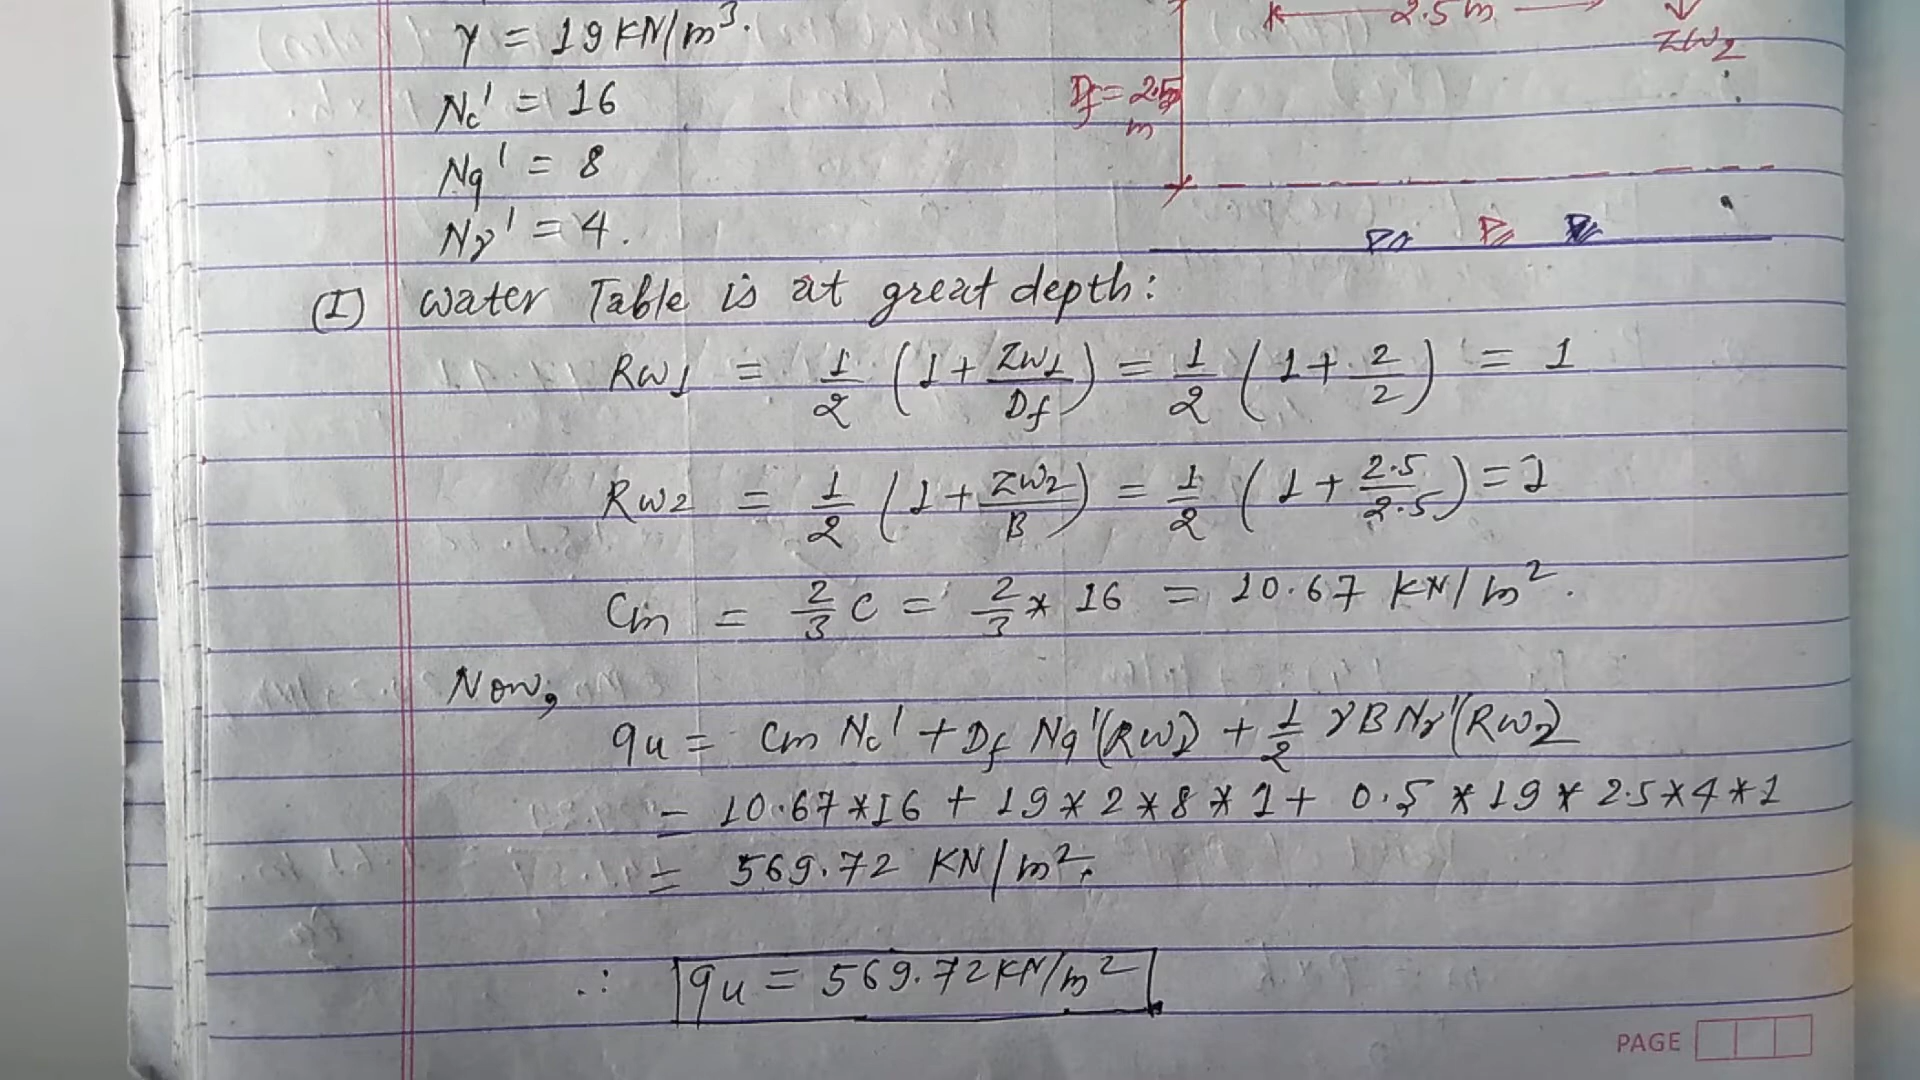 γ = 19 KN/m³.
2.5 m
Zw₂
Nc' = 16
Df = 2.5
m
Nq' = 8
Nγ' = 4.
(I) Water Table is at great depth:
Rw1 = 1/2 (1 + Zw1/Df) = 1/2 (1 + 2/2) = 1
Rw2 = 1/2 (1 + Zw2/B) = 1/2 (1 + 2.5/2.5) = 1
Cm = 2/3 C = 2/3 * 16 = 10.67 KN/m².
Now,
qu = Cm Nc' + Df Nq' (Rw1) + 1/2 γ B Nγ' (Rw2)
= 10.67*16 + 19*2*8*1 + 0.5*19*2.5*4*1
= 569.72 KN/m².
∴ qu = 569.72 KN/m²
PAGE